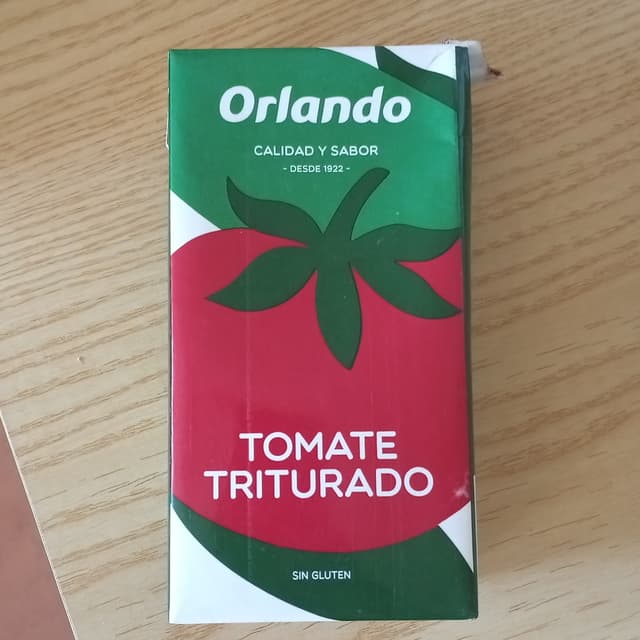 Orlando
CALIDAD Y SABOR
- DESDE 1922 -
TOMATE
TRITURADO
SIN GLUTEN